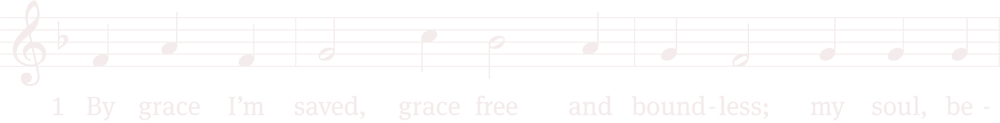 1 By grace I’m saved, grace free and bound-less; my soul, be -